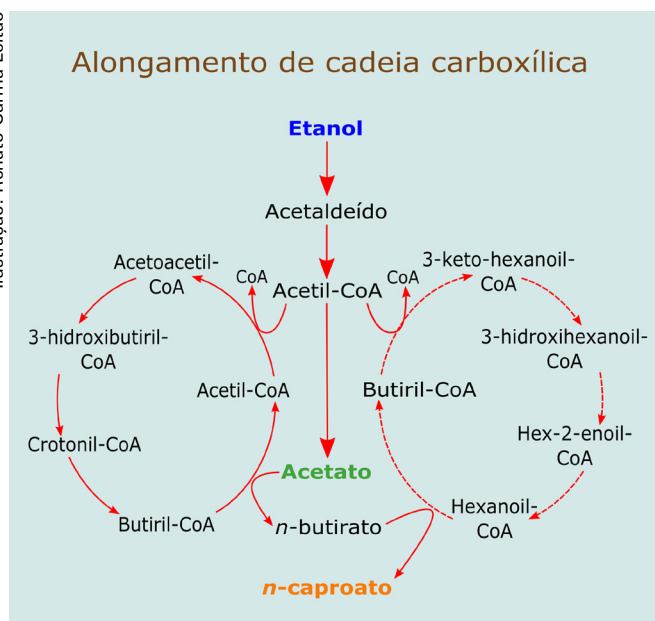 Alongamento de cadeia carboxílica
Etanol
Acetaldeído
Acetoacetil-
CoA
CoA
Acetil-CoA
CoA
3-keto-hexanoil-
CoA
3-hidroxibutiril-
CoA
3-hidroxihexanoil-
CoA
Acetil-CoA
Butiril-CoA
Crotonil-CoA
Hex-2-enoil-
CoA
Acetato
Butiril-CoA
n-butirato
Hexanoil-
CoA
n-caproato